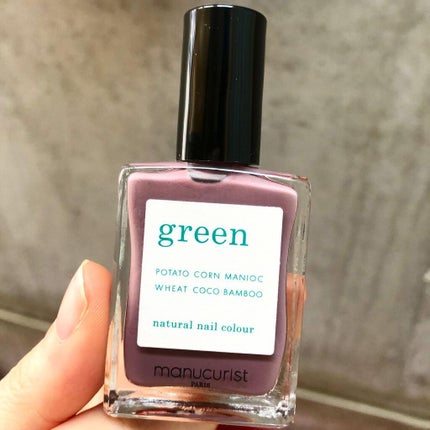 green
POTATO CORN MANIOC
WHEAT COCO BAMBOO
natural nail colour
manucurist
PARIS